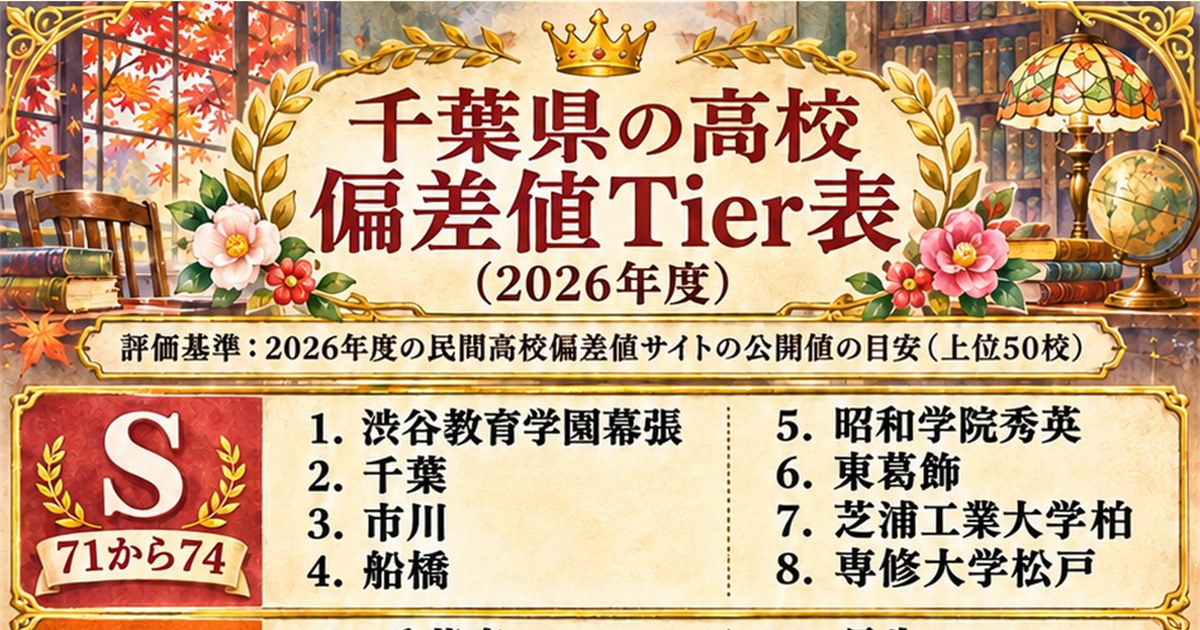 千葉県の高校
偏差値Tier表
(2026年度)
評価基準:2026年度の民間高校偏差値サイトの公開値の目安(上位50校)
S
71から74
1. 渋谷教育学園幕張
2. 千葉
3. 市川
4. 船橋
5. 昭和学院秀英
6. 東葛飾
7. 芝浦工業大学柏
8. 専修大学松戸